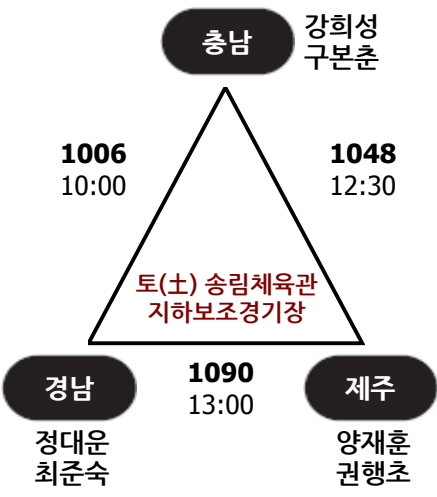 충남
강희성
구본춘
1006
10:00
1048
12:30
토(土) 송림체육관
지하보조경기장
경남
1090
13:00
제주
정대운
최준숙
양재훈
권행초